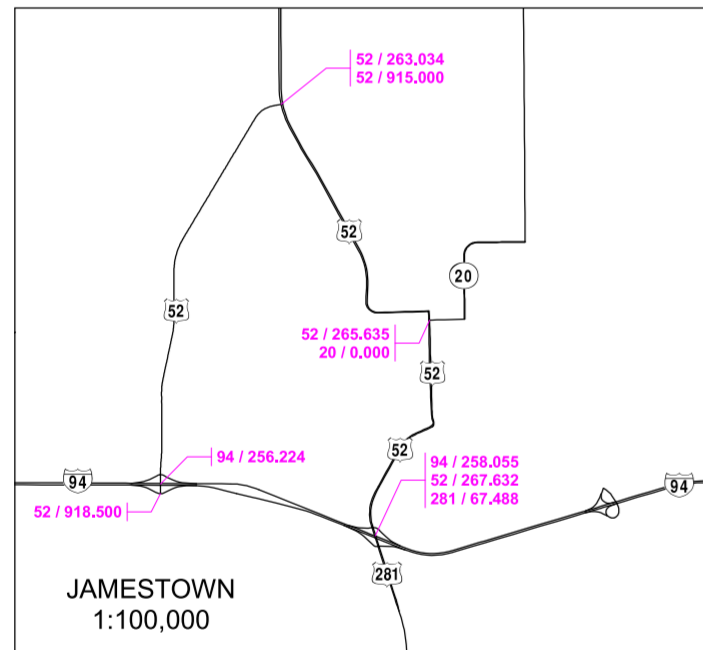 52 / 263.034
52 / 915.000
52
20
52
52 / 265.635
20 / 0.000
52
52
94 / 256.224
94 / 258.055
52 / 267.632
281 / 67.488
94
94
52 / 918.500
281
JAMESTOWN
1:100,000